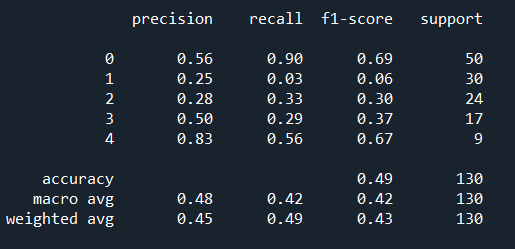 precision recall f1-score support
0 0.56 0.90 0.69 50
1 0.25 0.03 0.06 30
2 0.28 0.33 0.30 24
3 0.50 0.29 0.37 17
4 0.83 0.56 0.67 9
accuracy 0.49 130
macro avg 0.48 0.42 0.42 130
weighted avg 0.45 0.49 0.43 130